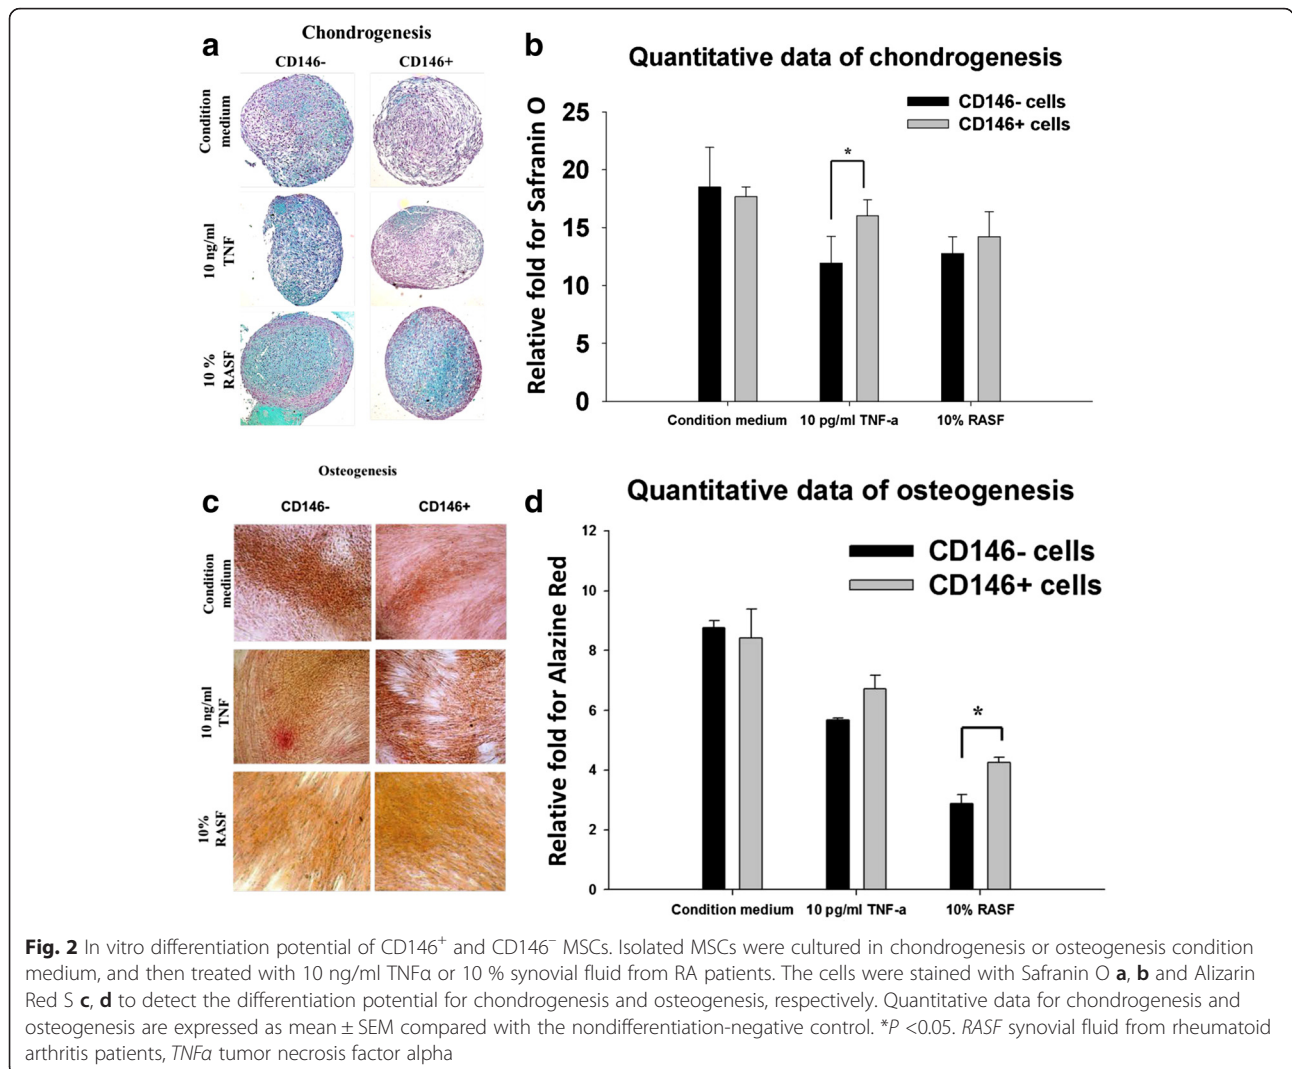 a
Chondrogenesis
CD146-
CD146+
Condition
medium
10 ng/ml
TNF
10 %
RASF
b
Quantitative data of chondrogenesis
CD146- cells
CD146+ cells
Relative fold for Safranin O
25
20
15
10
5
0
*
Condition medium
10 pg/ml TNF-a
10% RASF
c
Osteogenesis
CD146-
CD146+
Condition
medium
10 ng/ml
TNF
10%
RASF
d
Quantitative data of osteogenesis
CD146- cells
CD146+ cells
Relative fold for Alazine Red
12
10
8
6
4
2
0
*
Condition medium
10 pg/ml TNF-a
10% RASF
Fig. 2 In vitro differentiation potential of CD146⁺ and CD146⁻ MSCs. Isolated MSCs were cultured in chondrogenesis or osteogenesis condition
medium, and then treated with 10 ng/ml TNFα or 10 % synovial fluid from RA patients. The cells were stained with Safranin O a, b and Alizarin
Red S c, d to detect the differentiation potential for chondrogenesis and osteogenesis, respectively. Quantitative data for chondrogenesis and
osteogenesis are expressed as mean ± SEM compared with the nondifferentiation-negative control. *P <0.05. RASF synovial fluid from rheumatoid
arthritis patients, TNFα tumor necrosis factor alpha